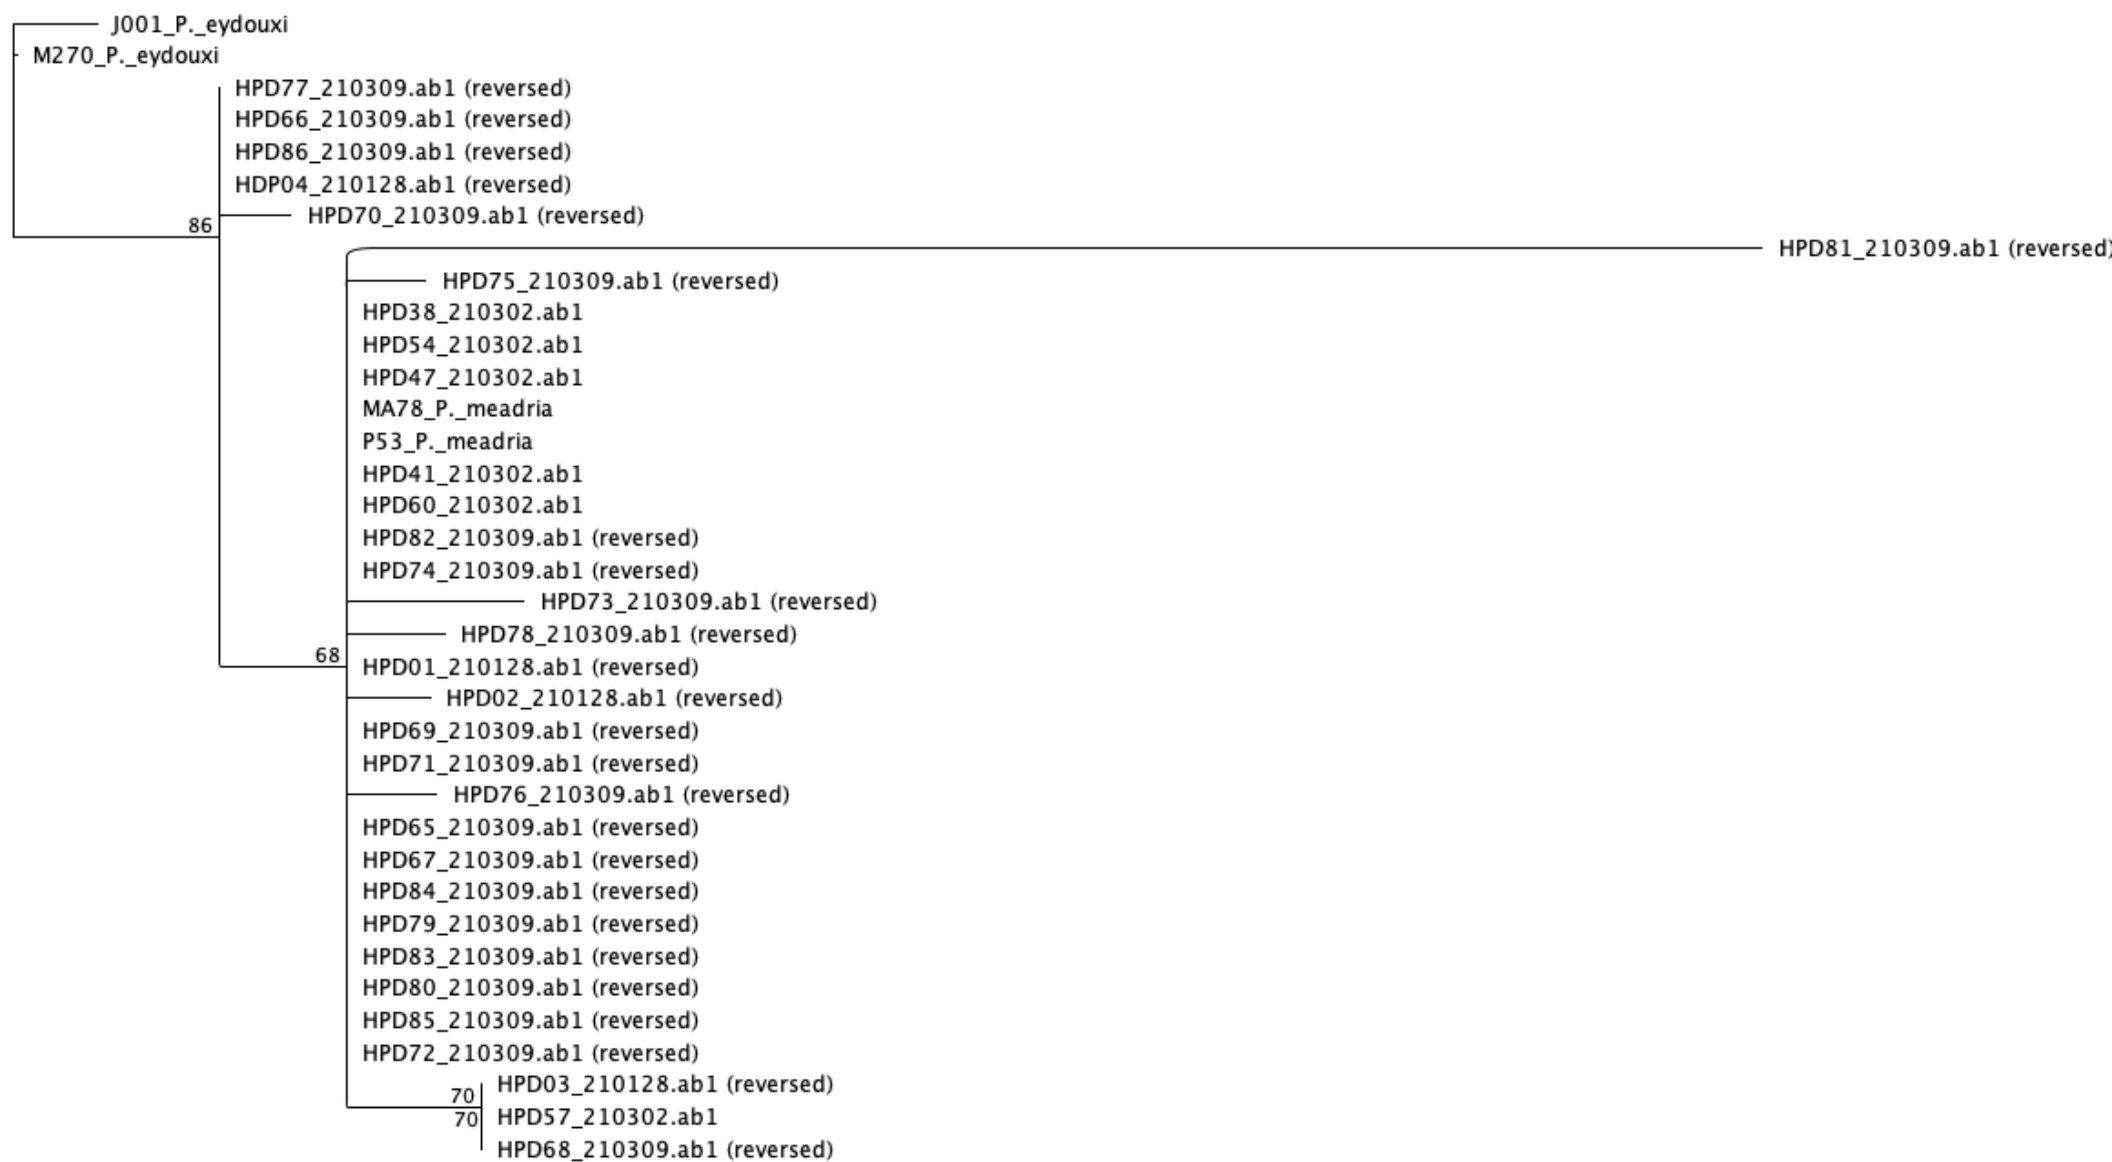 J001_P._eydouxi
M270_P._eydouxi
HPD77_210309.ab1 (reversed)
HPD66_210309.ab1 (reversed)
HPD86_210309.ab1 (reversed)
HDP04_210128.ab1 (reversed)
HPD70_210309.ab1 (reversed)
86
HPD81_210309.ab1 (reversed)
HPD75_210309.ab1 (reversed)
HPD38_210302.ab1
HPD54_210302.ab1
HPD47_210302.ab1
MA78_P._meadria
P53_P._meadria
HPD41_210302.ab1
HPD60_210302.ab1
HPD82_210309.ab1 (reversed)
HPD74_210309.ab1 (reversed)
HPD73_210309.ab1 (reversed)
HPD78_210309.ab1 (reversed)
68
HPD01_210128.ab1 (reversed)
HPD02_210128.ab1 (reversed)
HPD69_210309.ab1 (reversed)
HPD71_210309.ab1 (reversed)
HPD76_210309.ab1 (reversed)
HPD65_210309.ab1 (reversed)
HPD67_210309.ab1 (reversed)
HPD84_210309.ab1 (reversed)
HPD79_210309.ab1 (reversed)
HPD83_210309.ab1 (reversed)
HPD80_210309.ab1 (reversed)
HPD85_210309.ab1 (reversed)
HPD72_210309.ab1 (reversed)
HPD03_210128.ab1 (reversed)
70
70
HPD57_210302.ab1
HPD68_210309.ab1 (reversed)